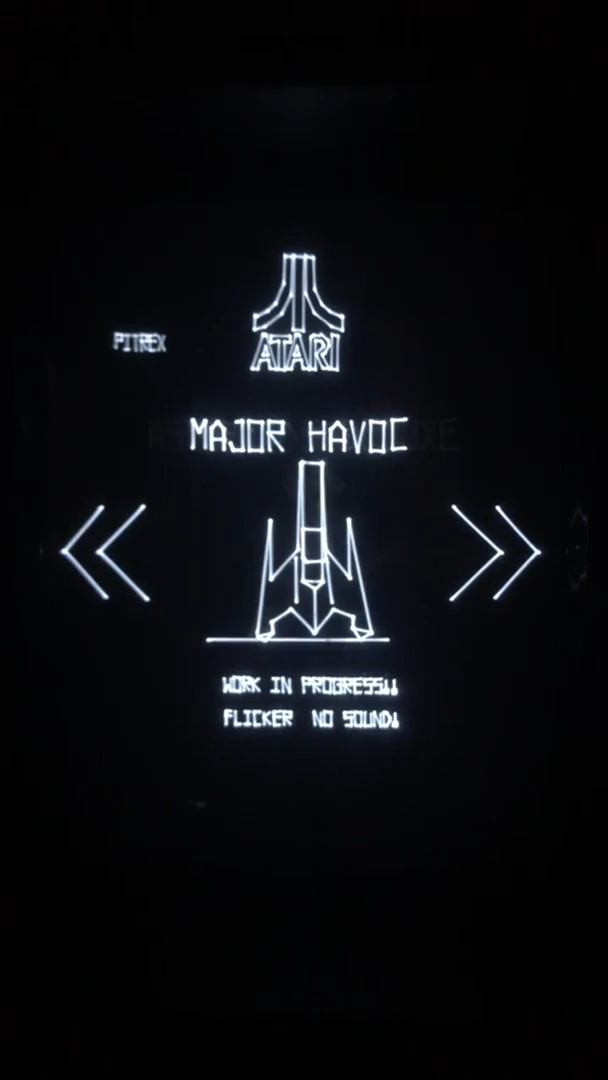 PITREX
ATARI
MAJOR HAVOC
WORK IN PROGRESS!!
FLICKER NO SOUND!